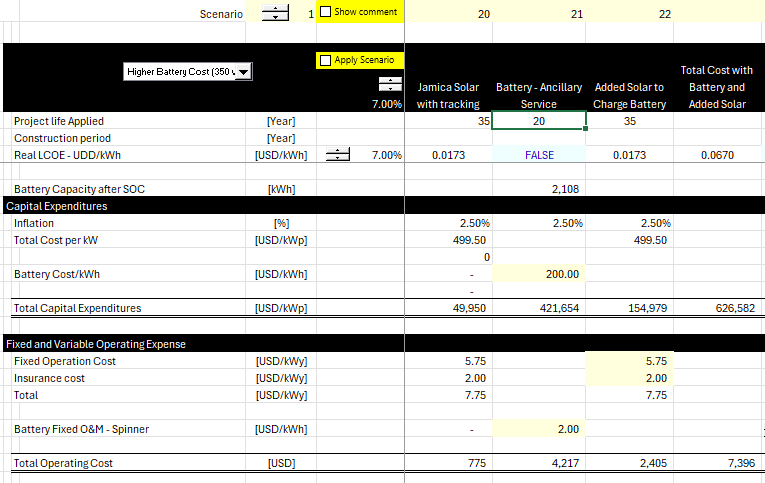 Scenario 1 Show comment 20 21 22
Apply Scenario
Higher Battery Cost (350
Total Cost with
Jamica Solar Battery - Ancillary Added Solar to Battery and
7.00% with tracking Service Charge Battery Added Solar
Project life Applied [Year] 35 20 35
Construction period [Year]
Real LCOE - UDD/kWh [USD/kWh] 7.00% 0.0173 FALSE 0.0173 0.0670
Battery Capacity after SOC [kWh] 2,108
Capital Expenditures
Inflation [%] 2.50% 2.50% 2.50%
Total Cost per kW [USD/kWp] 499.50 499.50
0
Battery Cost/kWh [USD/kWh] - 200.00
-
Total Capital Expenditures [USD/kWp] 49,950 421,654 154,979 626,582
Fixed and Variable Operating Expense
Fixed Operation Cost [USD/kWy] 5.75 5.75
Insurance cost [USD/kWy] 2.00 2.00
Total [USD/kWy] 7.75 7.75
Battery Fixed O&M - Spinner [USD/kWh] - 2.00
Total Operating Cost [USD] 775 4,217 2,405 7,396